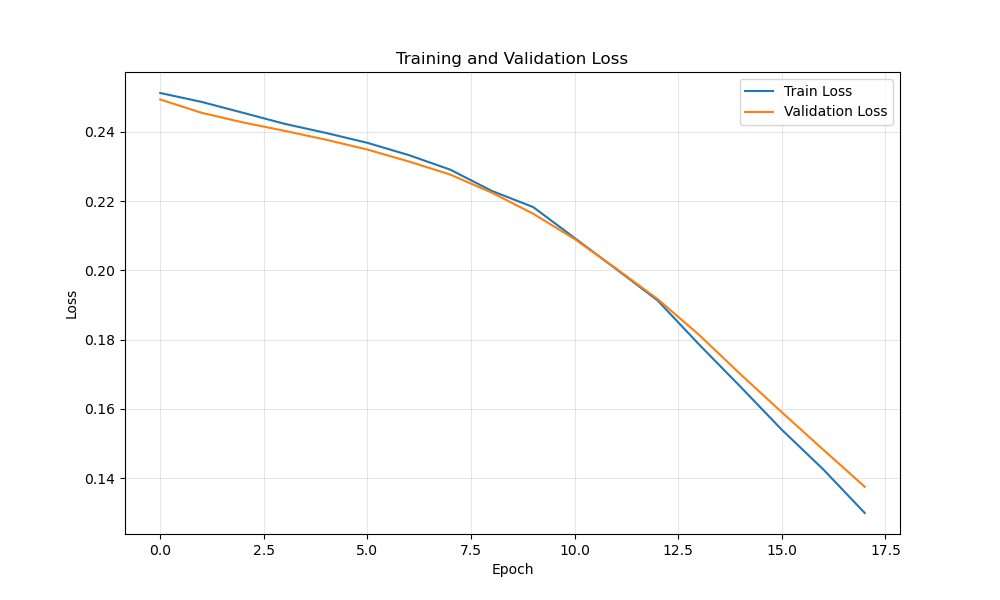 Training and Validation Loss
Train Loss
Validation Loss
0.24
0.22
0.20
0.18
0.16
0.14
Loss
0.0 2.5 5.0 7.5 10.0 12.5 15.0 17.5
Epoch